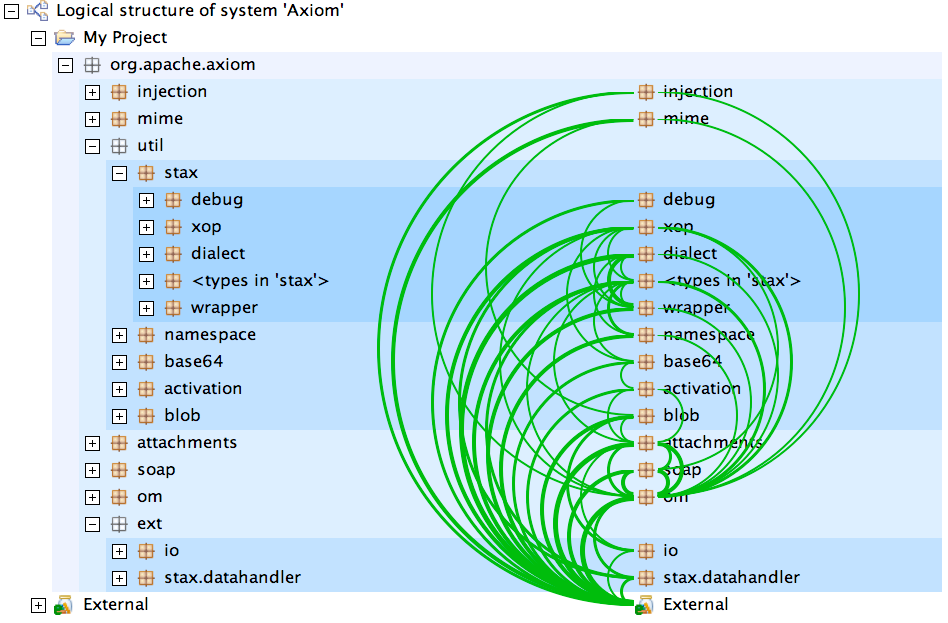 Logical structure of system 'Axiom'
My Project
org.apache.axiom
injection injection
mime mime
util
stax
debug debug
xop xop
dialect dialect
<types in 'stax'> <types in 'stax'>
wrapper wrapper
namespace namespace
base64 base64
activation activation
blob blob
attachments attachments
soap soap
om om
ext
io io
stax.datahandler stax.datahandler
External External